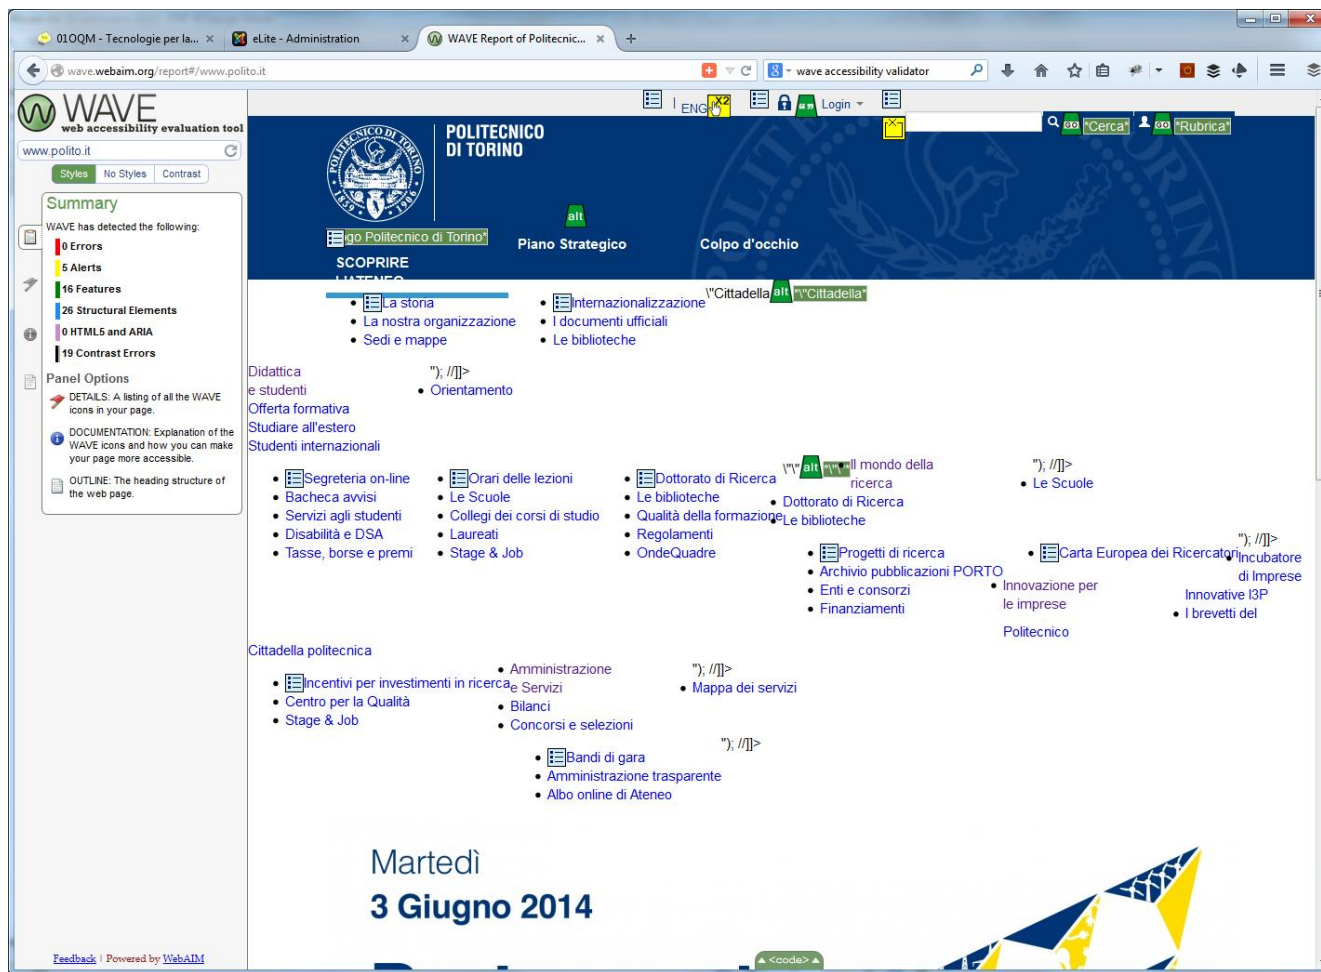 01OQM - Tecnologie per la... ×
eLite - Administration ×
WAVE Report of Politecnic... × +
wave.webaim.org/report#/www.polito.it
wave accessibility validator
WAVE
web accessibility evaluation tool
www.polito.it
Styles No Styles Contrast
Summary
WAVE has detected the following:
0 Errors
5 Alerts
16 Features
26 Structural Elements
0 HTML5 and ARIA
19 Contrast Errors
Panel Options
DETAILS: A listing of all the WAVE
icons in your page.
DOCUMENTATION: Explanation of the
WAVE icons and how you can make
your page more accessible.
OUTLINE: The heading structure of
the web page.
Feedback | Powered by WebAIM
| ENG X2 Login
GO *Cerca* GO *Rubrica*
POLITECNICO
DI TORINO
POLITECNICO DI TORINO
1859 1906
alt
go Politecnico di Torino*
Piano Strategico
Colpo d'occhio
SCOPRIRE
L'ATENEO
• La storia
• La nostra organizzazione
• Sedi e mappe
• Internazionalizzazione
• I documenti ufficiali
• Le biblioteche
\"Cittadella alt *\"Cittadella*
Didattica
e studenti
Offerta formativa
Studiare all'estero
Studenti internazionali
"); //]]>
• Orientamento
• Segreteria on-line
• Bacheca avvisi
• Servizi agli studenti
• Disabilità e DSA
• Tasse, borse e premi
• Orari delle lezioni
• Le Scuole
• Collegi dei corsi di studio
• Laureati
• Stage & Job
• Dottorato di Ricerca
• Le biblioteche
• Qualità della formazione
• Regolamenti
• OndeQuadre
\"\" alt *\"\"*
Il mondo della
ricerca
• Dottorato di Ricerca
• Le biblioteche
"); //]]>
• Le Scuole
• Progetti di ricerca
• Archivio pubblicazioni PORTO
• Enti e consorzi
• Finanziamenti
• Carta Europea dei Ricercatori
• Innovazione per
le imprese
Politecnico
"); //]]>
• Incubatore
di Imprese
Innovative I3P
• I brevetti del
Cittadella politecnica
• Incentivi per investimenti in ricerca
• Centro per la Qualità
• Stage & Job
• Amministrazione
e Servizi
• Bilanci
• Concorsi e selezioni
"); //]]>
• Mappa dei servizi
"); //]]>
• Bandi di gara
• Amministrazione trasparente
• Albo online di Ateneo
Martedì
3 Giugno 2014
<code>